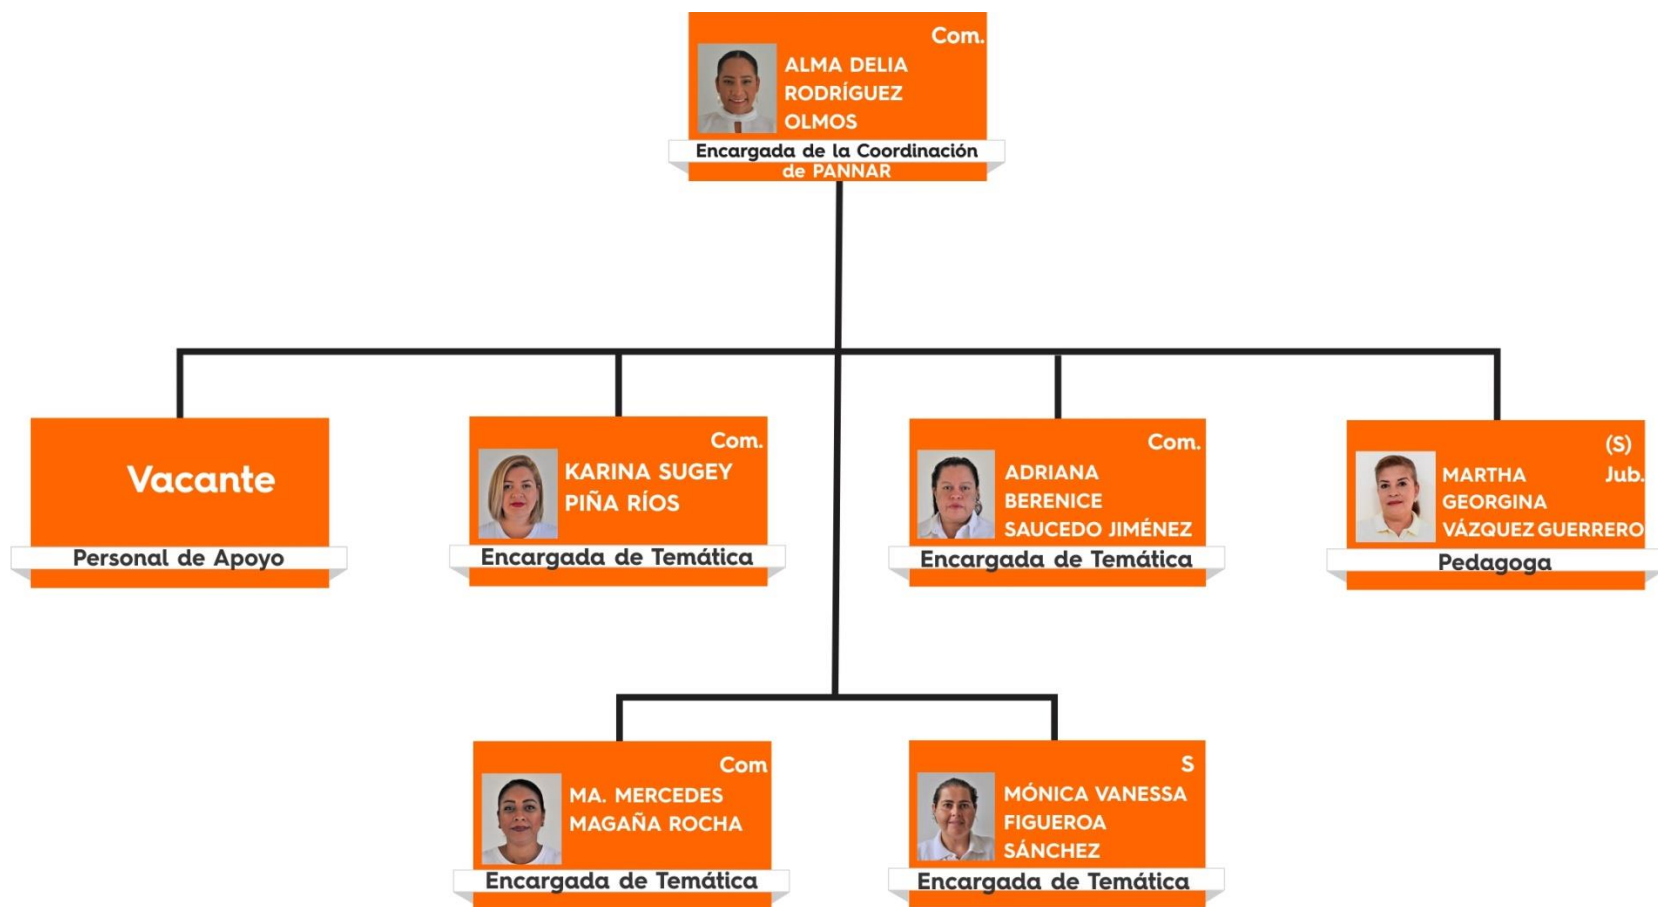 Com.
ALMA DELIA
RODRÍGUEZ
OLMOS
Encargada de la Coordinación
de PANNAR
Vacante
Personal de Apoyo
Com.
KARINA SUGEY
PIÑA RÍOS
Encargada de Temática
Com.
ADRIANA
BERENICE
SAUCEDO JIMÉNEZ
Encargada de Temática
(S)
MARTHA Jub.
GEORGINA
VÁZQUEZ GUERRERO
Pedagoga
Com
MA. MERCEDES
MAGAÑA ROCHA
Encargada de Temática
S
MÓNICA VANESSA
FIGUEROA
SÁNCHEZ
Encargada de Temática